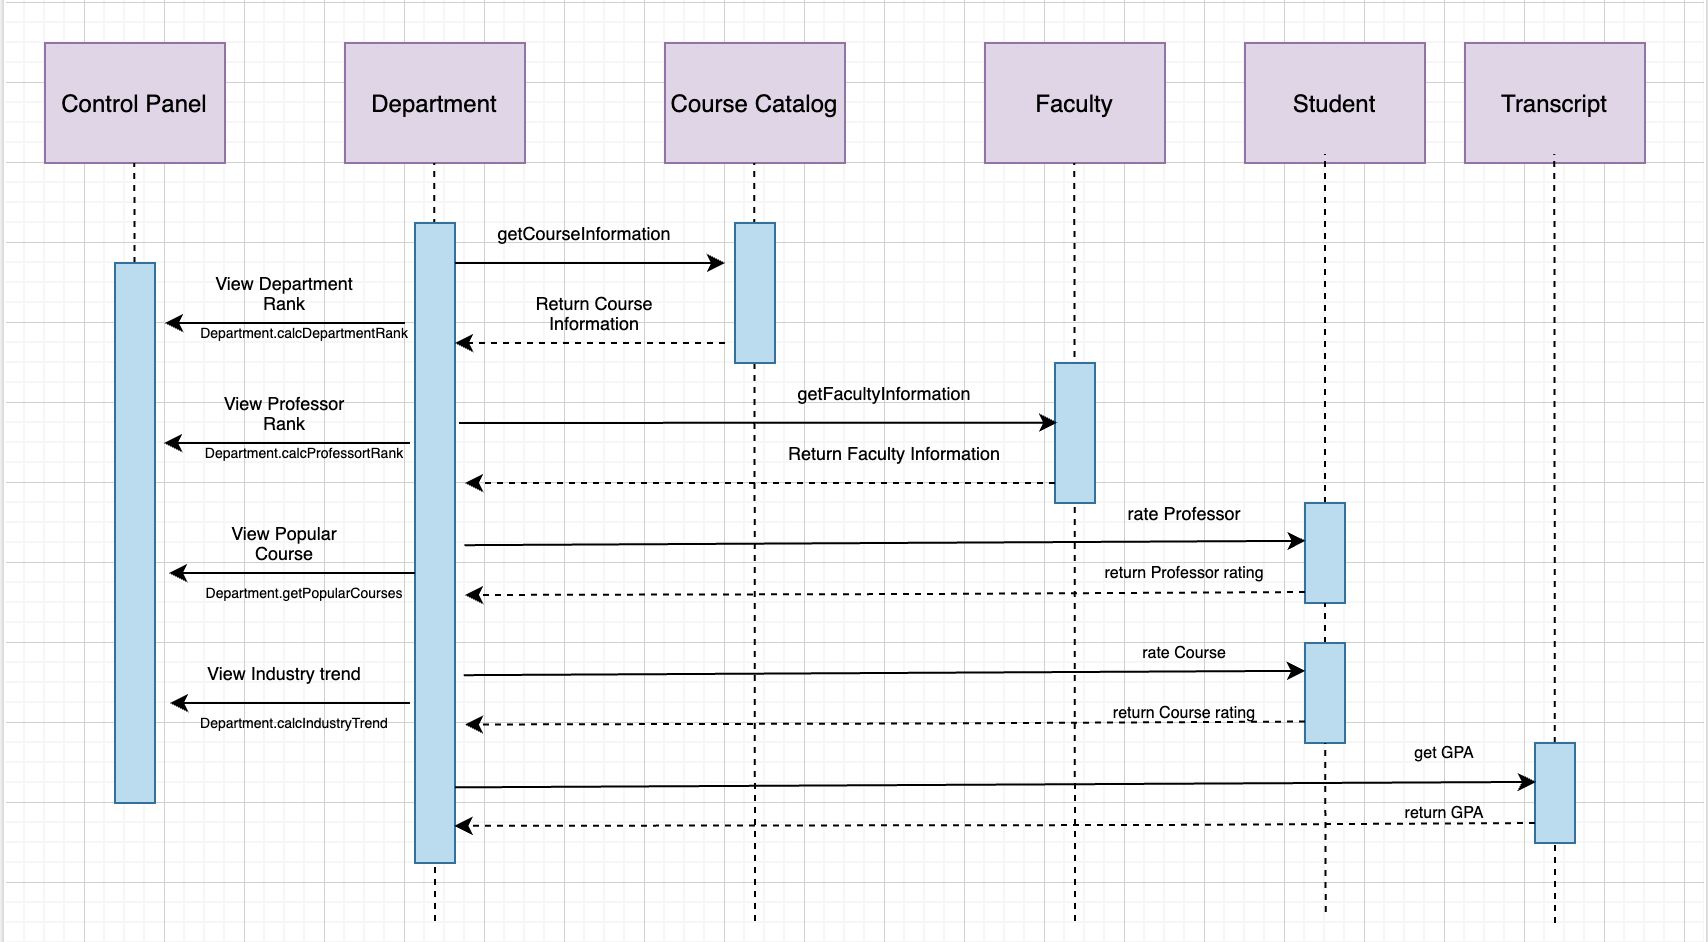 Control Panel
Department
Course Catalog
Faculty
Student
Transcript
getCourseInformation
View Department
Rank
Department.calcDepartmentRank
Return Course
Information
getFacultyInformation
View Professor
Rank
Department.calcProfessortRank
Return Faculty Information
rate Professor
View Popular
Course
return Professor rating
Department.getPopularCourses
rate Course
View Industry trend
return Course rating
Department.calcIndustryTrend
get GPA
return GPA